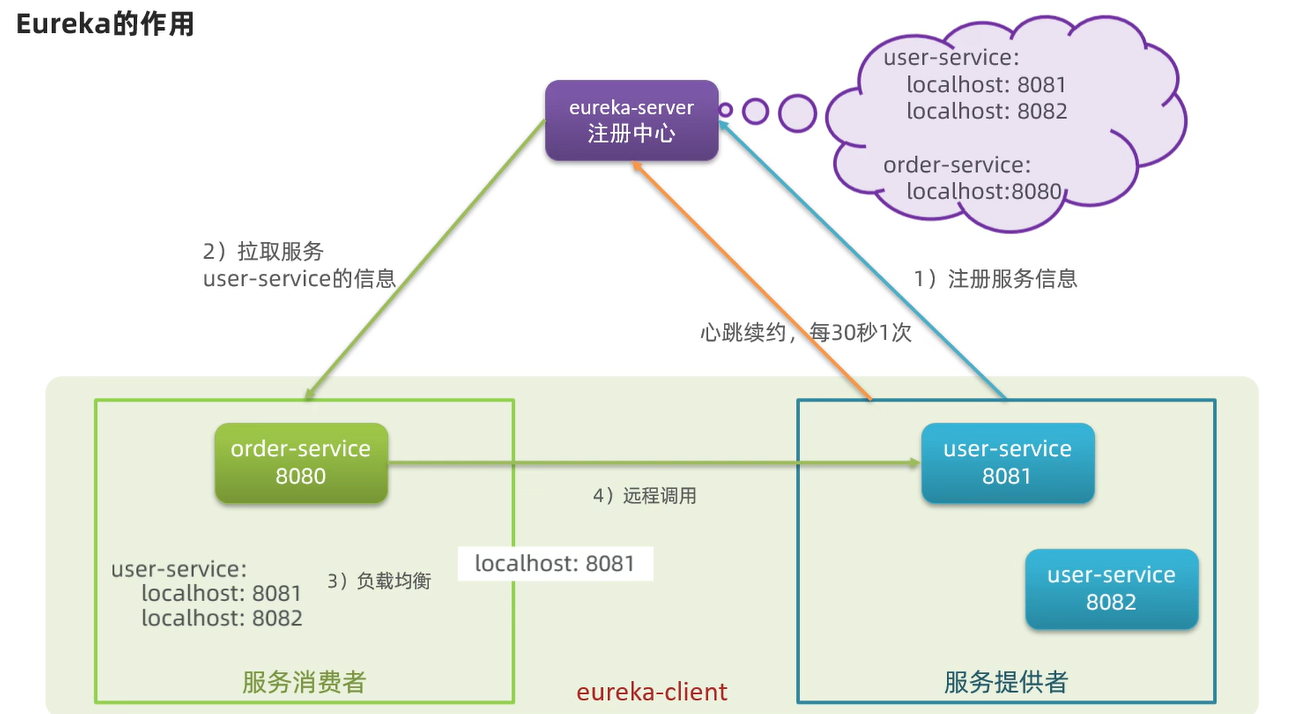 Eureka的作用
eureka-server
注册中心
user-service:
localhost: 8081
localhost: 8082
order-service:
localhost:8080
2）拉取服务
user-service的信息
1）注册服务信息
心跳续约，每30秒1次
order-service
8080
user-service
8081
4）远程调用
user-service:
localhost: 8081
localhost: 8082
3）负载均衡
localhost: 8081
user-service
8082
服务消费者
eureka-client
服务提供者